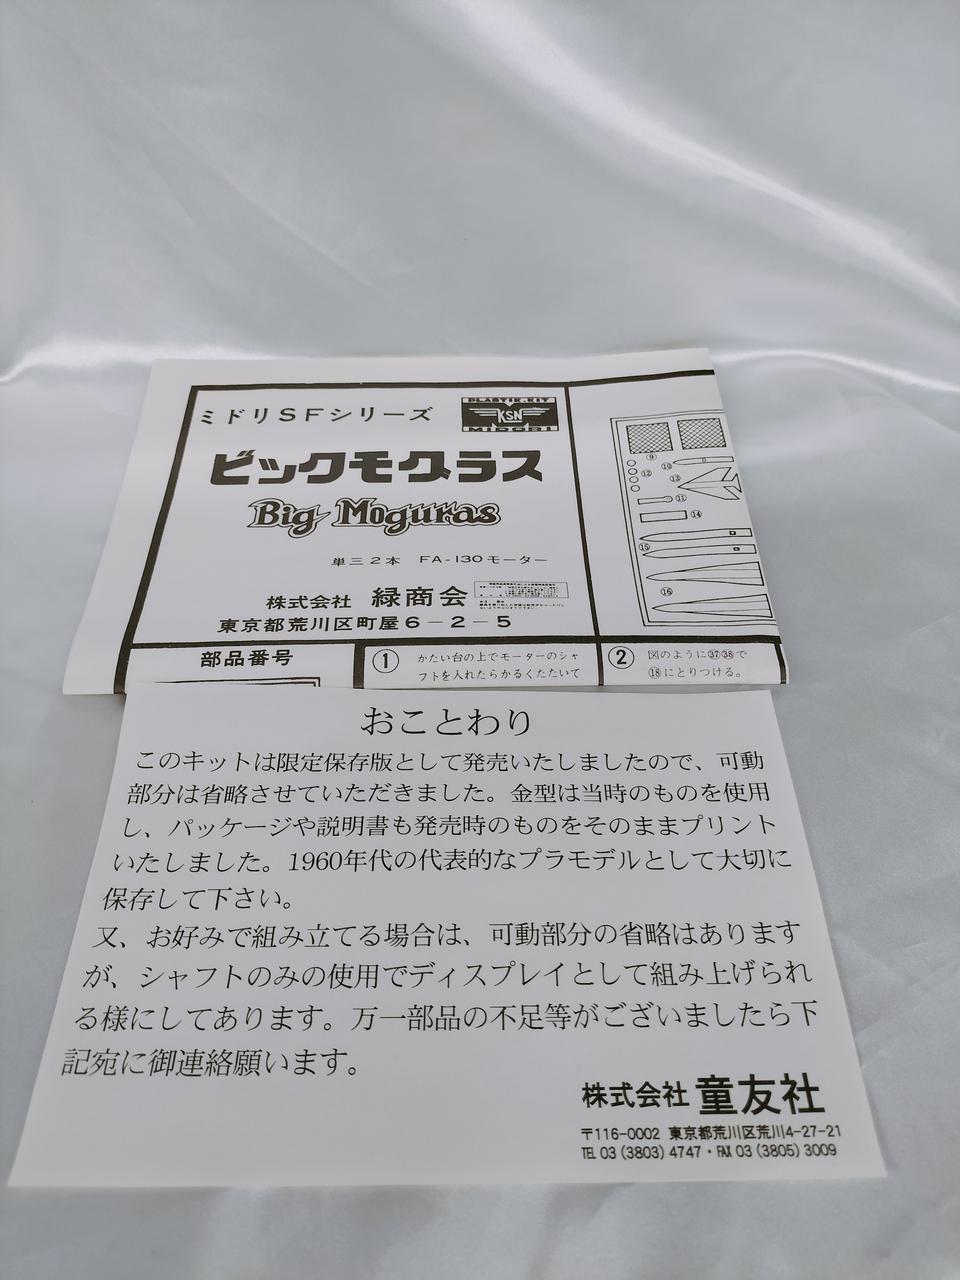 ミドリSFシリーズ
PLASTIK.KIT
KSN
MIDORI
ビックモグラス
Big Moguras
単三2本 FA-130モーター
株式会社 緑商会
東京都荒川区町屋6-2-5
⑨
⑩
⑫
⑬
⑪
⑭
⑮
⑯
部品番号
① かたい台の上でモーターのシャ
フトを入れたらかるくたたいて
② 図のように㊲㊳で
⑱にとりつける。
おことわり
このキットは限定保存版として発売いたしましたので、可動
部分は省略させていただきました。金型は当時のものを使用
し、パッケージや説明書も発売時のものをそのままプリント
いたしました。1960年代の代表的なプラモデルとして大切に
保存して下さい。
又、お好みで組み立てる場合は、可動部分の省略はあります
が、シャフトのみの使用でディスプレイとして組み上げられ
る様にしてあります。万一部品の不足等がございましたら下
記宛に御連絡願います。
株式会社 童友社
〒116-0002 東京都荒川区荒川4-27-21
TEL 03 (3803) 4747・FAX 03 (3805) 3009